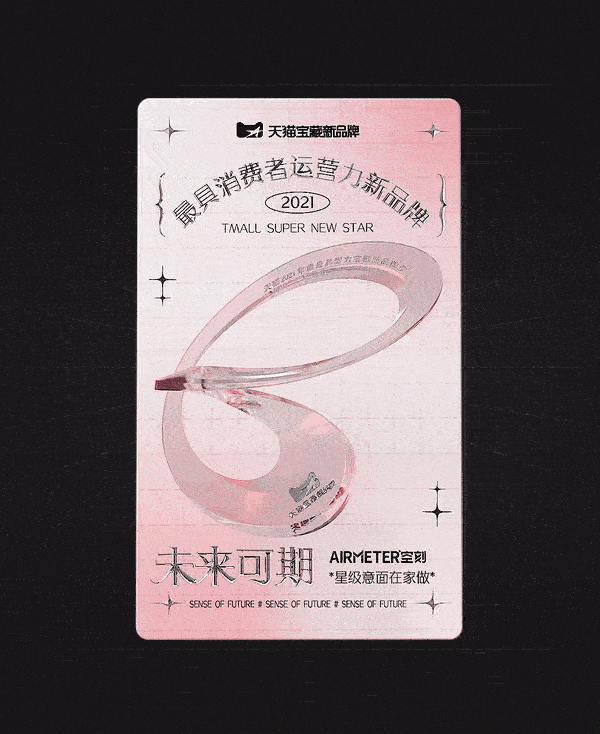 天猫宝藏新品牌
最具消费者运营力新品牌
2021
TMALL SUPER NEW STAR
未来可期
AIRMETER空刻
*星级意面在家做*
SENSE OF FUTURE # SENSE OF FUTURE # SENSE OF FUTURE